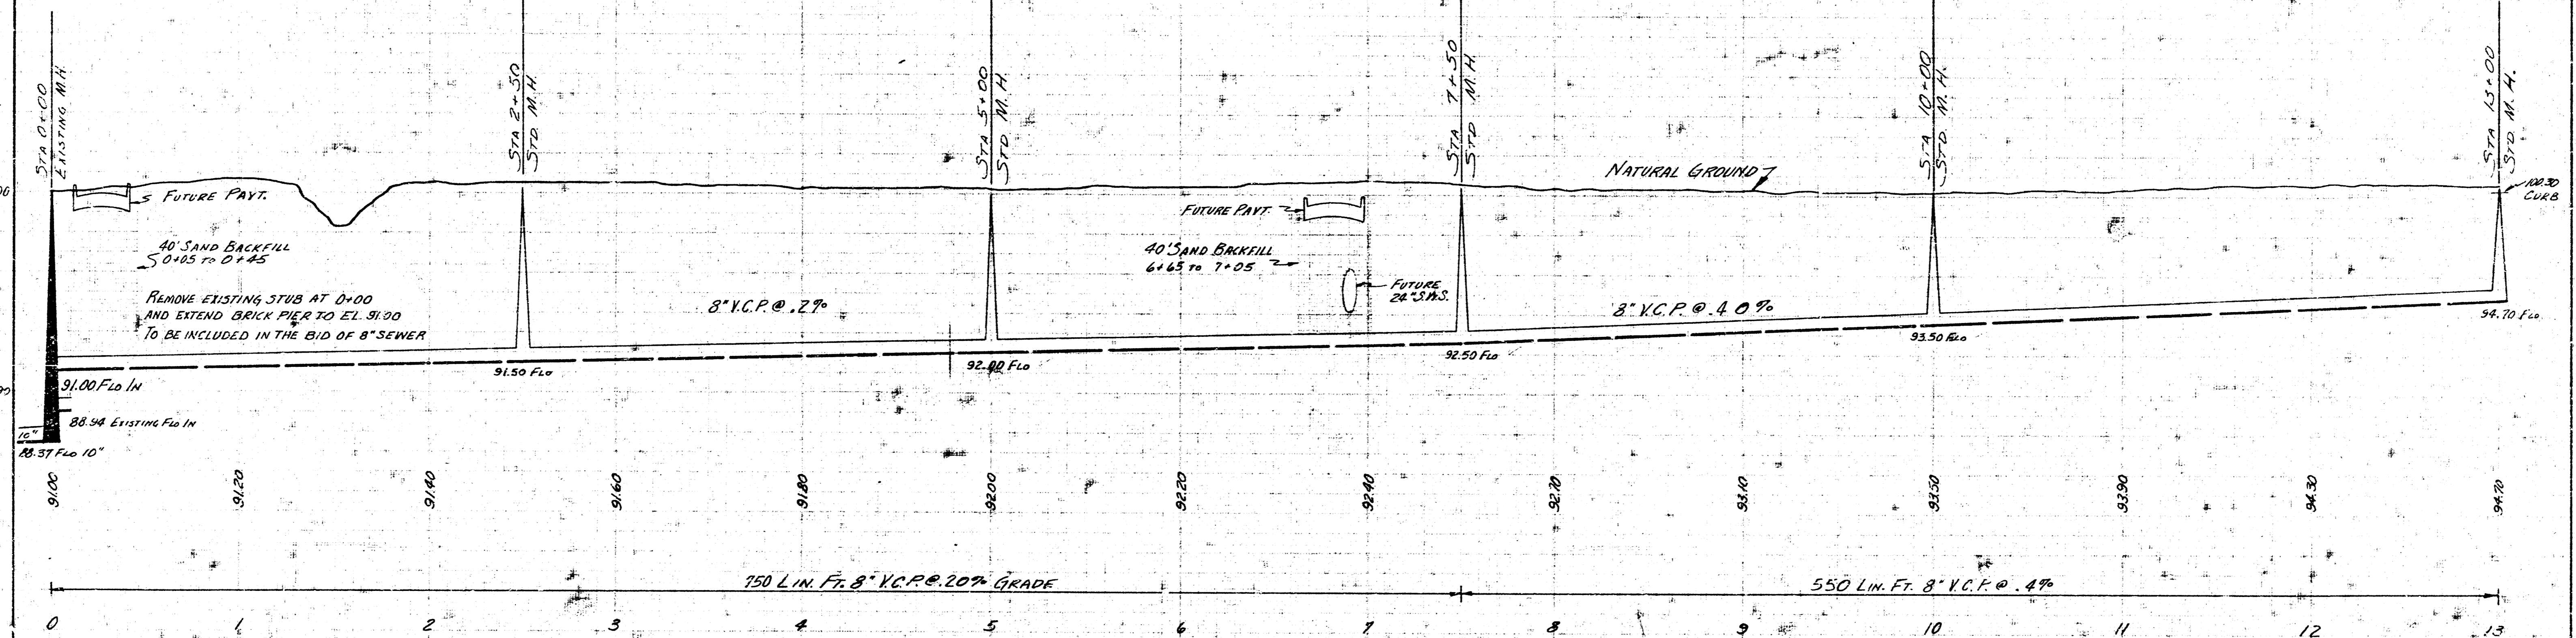 STA 0+00
EXISTING M.H.
STA 2+50
STD. M.H.
STA 5+00
STD. M.H.
STA 7+50
STD M.H.
STA 10+00
STD. M.H.
STA 13+00
STD M.H.
FUTURE PAVT.
NATURAL GROUND
100.30
CURB
FUTURE PAVT.
40' SAND BACKFILL
0+05 TO 0+45
40' SAND BACKFILL
6+65 TO 7+05
REMOVE EXISTING STUB AT 0+00
AND EXTEND BRICK PIER TO EL. 91.00
TO BE INCLUDED IN THE BID OF 8" SEWER
8" V.C.P. @ .2%
FUTURE
24" S.W.S.
8" V.C.P. @ .40%
91.00 FLO IN
91.50 FLO
92.00 FLO
92.50 FLO
93.50 FLO
94.70 FLO
88.94 EXISTING FLO IN
10"
88.37 FLO 10"
91.00 91.20 91.40 91.60 91.80 92.00 92.20 92.40 92.70 93.10 93.50 93.90 94.30 94.70
750 LIN. FT. 8" V.C.P. @ .20% GRADE
550 LIN. FT. 8" V.C.P. @ .4%
0 1 2 3 4 5 6 7 8 9 10 11 12 13